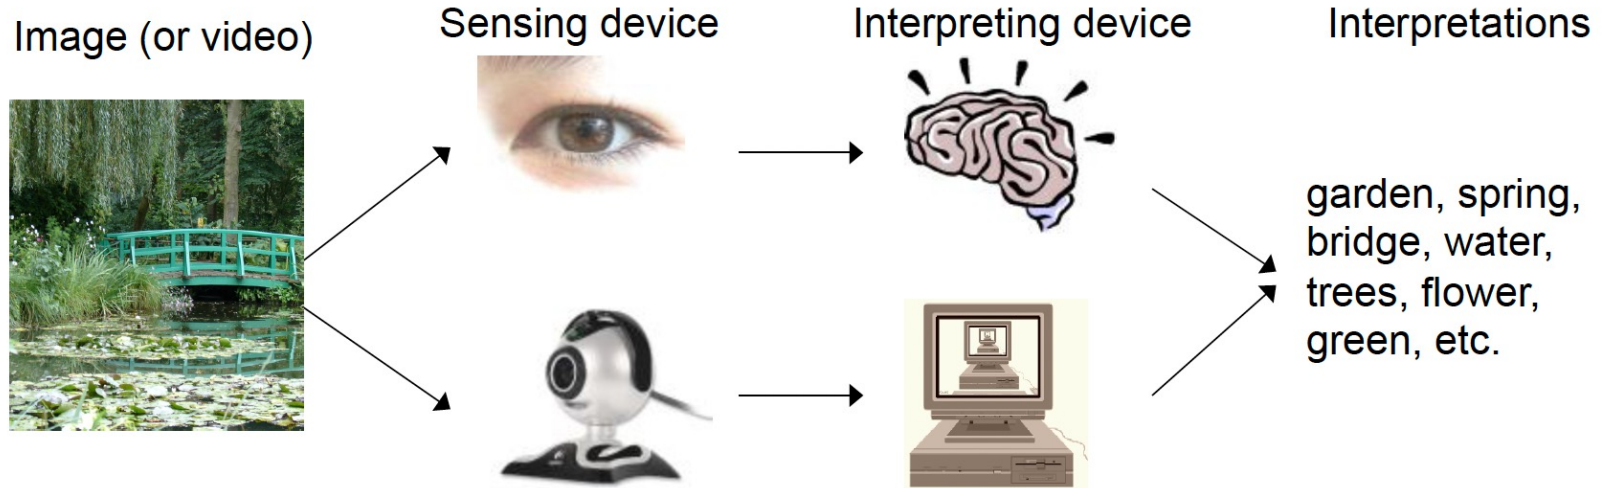 Image (or video)
Sensing device
Interpreting device
Interpretations
garden, spring,
bridge, water,
trees, flower,
green, etc.